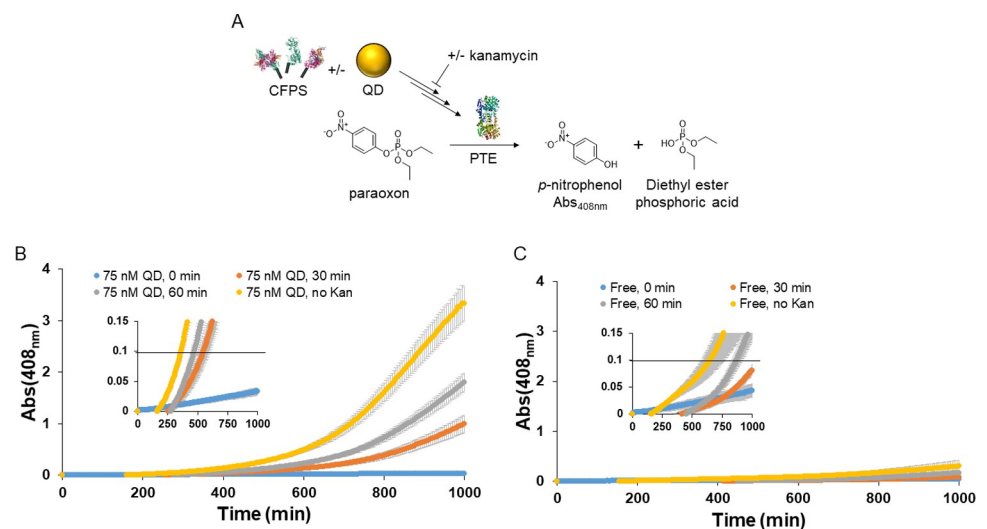 A
+/- kanamycin
+/-
CFPS
QD
N⁺
O
⁻O
O
P
O
O
paraoxon
PTE
O
N⁺
⁻O
OH
p-nitrophenol
Abs408nm
+
O
HO P O
O
Diethyl ester
phosphoric acid
B
75 nM QD, 0 min
75 nM QD, 30 min
75 nM QD, 60 min
75 nM QD, no Kan
Abs(408nm)
4
3
2
1
0
0.15
0.1
0.05
0
0 250 500 750 1000
0 200 400 600 800 1000
Time (min)
C
Free, 0 min
Free, 30 min
Free, 60 min
Free, no Kan
Abs(408nm)
4
3
2
1
0
0.15
0.1
0.05
0
0 250 500 750 1000
0 200 400 600 800 1000
Time (min)